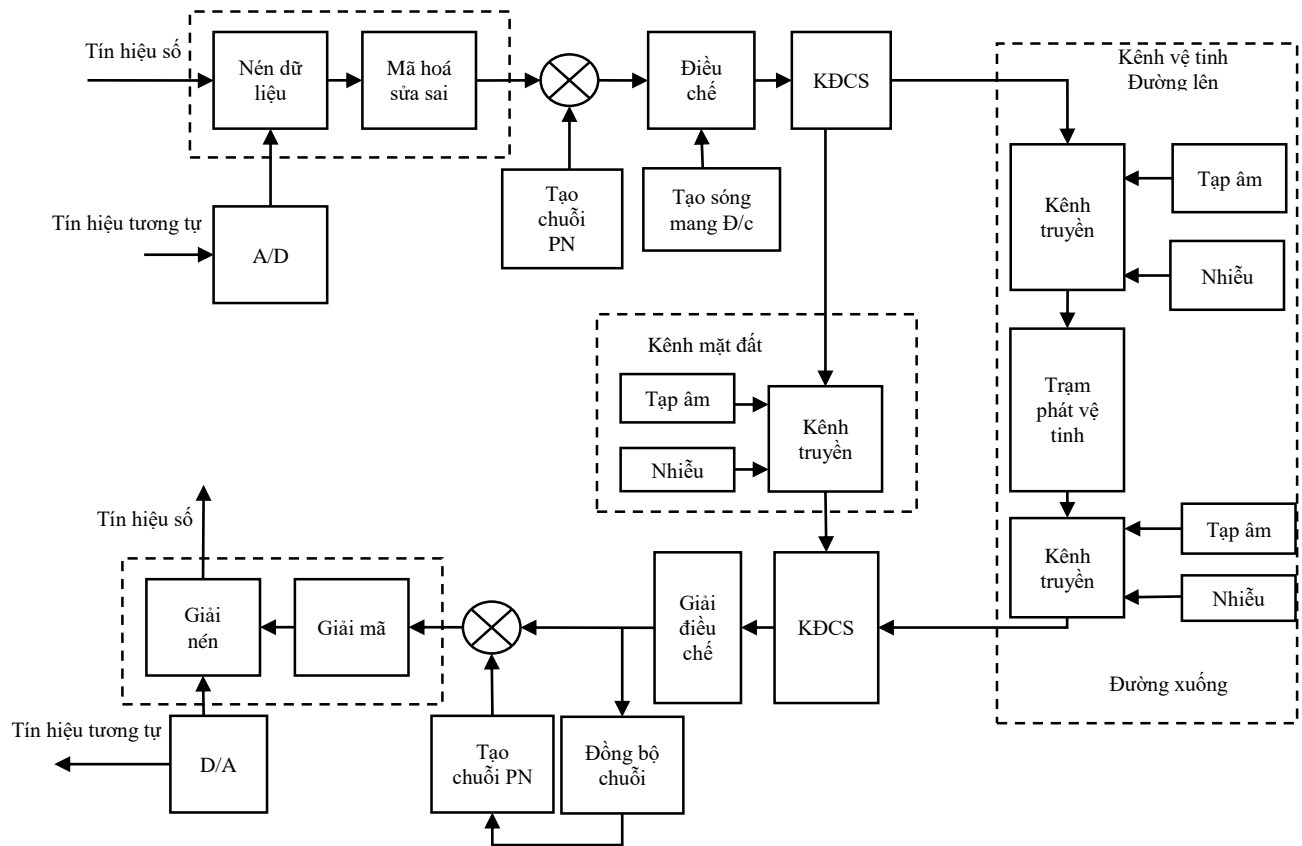 Tín hiệu số
Nén dữ
liệu
Mã hoá
sửa sai
Điều
chế
KĐCS
Kênh vệ tinh
Đường lên
Tạo
chuỗi
PN
Tạo sóng
mang Đ/c
Tín hiệu tương tự
A/D
Kênh
truyền
Tạp âm
Nhiễu
Kênh mặt đất
Tạp âm
Nhiễu
Kênh
truyền
Trạm
phát vệ
tinh
Tín hiệu số
Giải
nén
Giải mã
Giải
điều
chế
KĐCS
Kênh
truyền
Tạp âm
Nhiễu
Đường xuống
Tín hiệu tương tự
D/A
Tạo
chuỗi PN
Đồng bộ
chuỗi